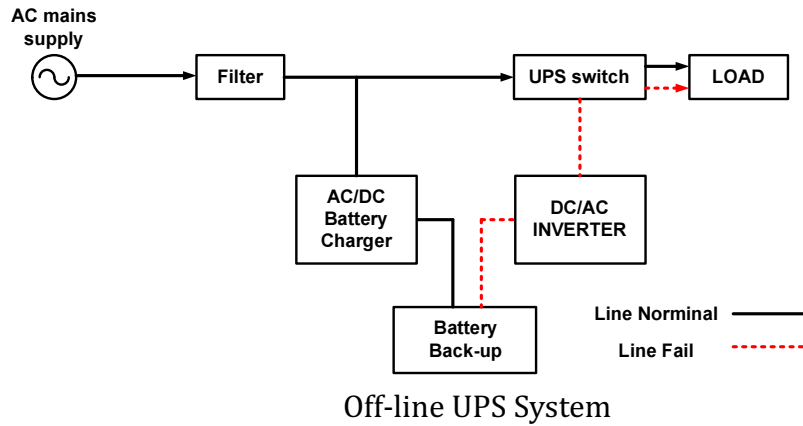 AC mains
supply
Filter
UPS switch
LOAD
AC/DC
Battery
Charger
DC/AC
INVERTER
Battery
Back-up
Line Norminal
Line Fail
Off-line UPS System